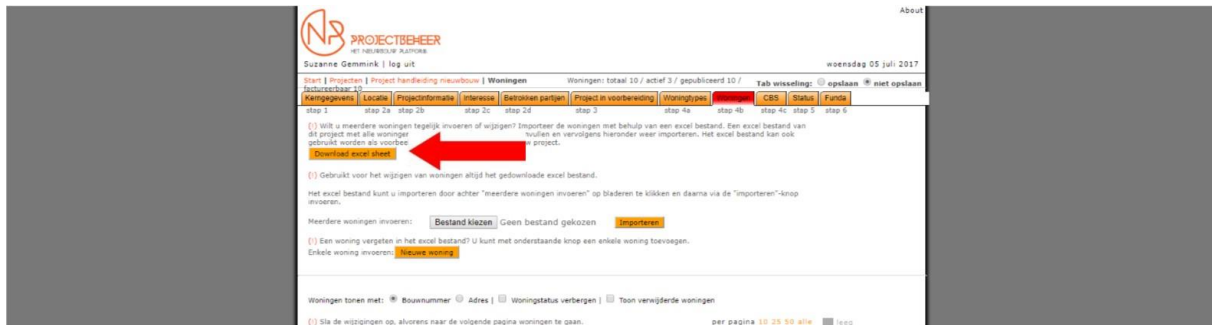 About
NP PROJECTBEHEER
HET NIEUWBOUW PLATFORM
Suzanne Gemmink | log uit
woensdag 05 juli 2017
Start | Projecten | Project handleiding nieuwbouw | Woningen
Woningen: totaal 10 / actief 3 / gepubliceerd 10 /
factureerbaar 10
Tab wisseling: opslaan niet opslaan
Kerngegevens Locatie Projectinformatie Interesse Betrokken partijen Project in voorbereiding Woningtypes Woningen CBS Status Funda
stap 1 stap 2a stap 2b stap 2c stap 2d stap 3 stap 4a stap 4b stap 4c stap 5 stap 6
(!) Wilt u meerdere woningen tegelijk invoeren of wijzigen? Importeer de woningen met behulp van een excel bestand. Een excel bestand van
dit project met alle woninger nvullen en vervolgens hieronder weer importeren. Het excel bestand kan ook
gebruikt worden als voorbee w project.
Download excel sheet
(!) Gebruikt voor het wijzigen van woningen altijd het gedownloade excel bestand.
Het excel bestand kunt u importeren door achter "meerdere woningen invoeren" op bladeren te klikken en daarna via de "importeren"-knop
invoeren.
Meerdere woningen invoeren: Bestand kiezen Geen bestand gekozen Importeren
(!) Een woning vergeten in het excel bestand? U kunt met onderstaande knop een enkele woning toevoegen.
Enkele woning invoeren: Nieuwe woning
Woningen tonen met: Bouwnummer Adres | Woningstatus verbergen | Toon verwijderde woningen
(!) Sla de wijzigingen op, alvorens naar de volgende pagina woningen te gaan.
per pagina 10 25 50 alle leeg